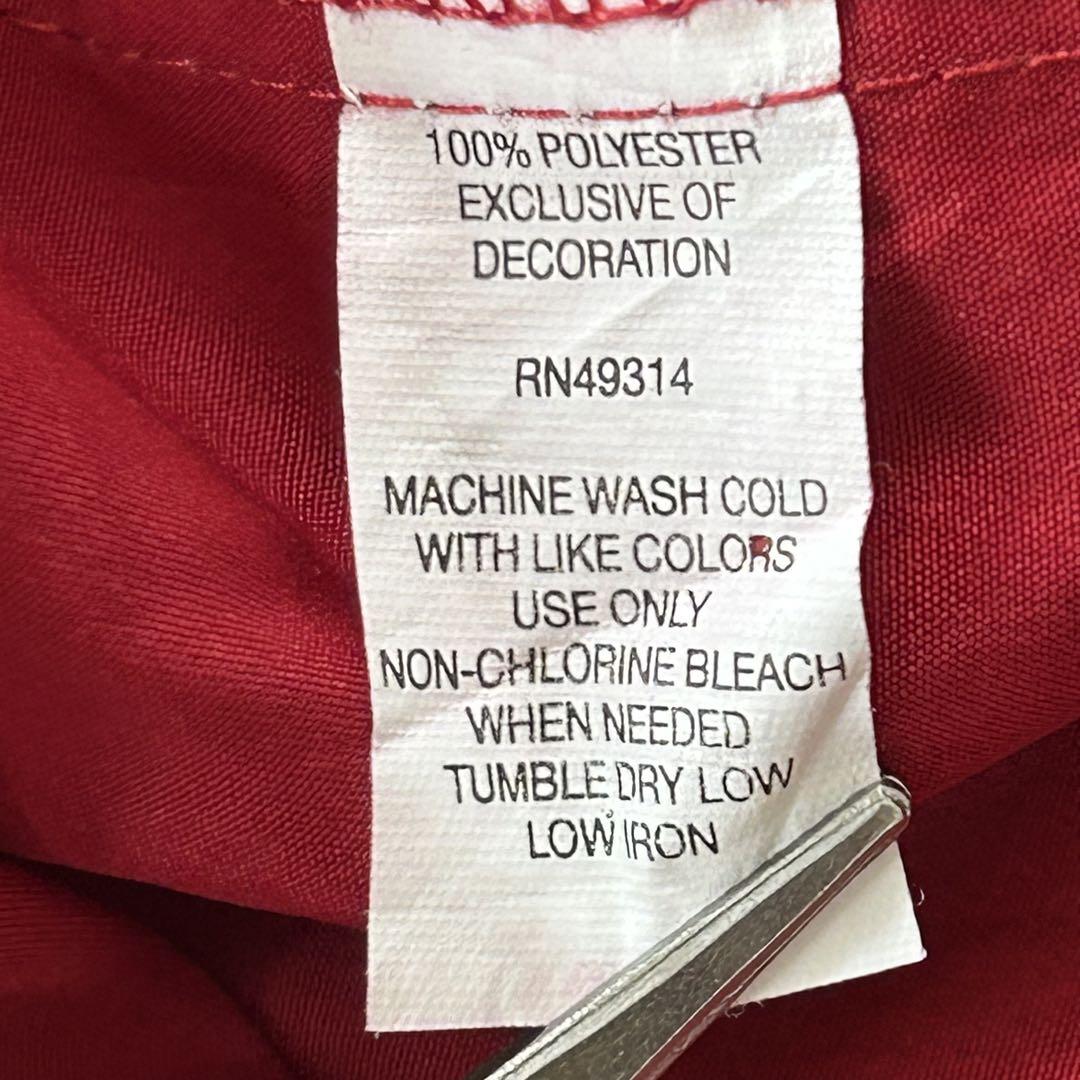 100% POLYESTER
EXCLUSIVE OF
DECORATION
RN49314
MACHINE WASH COLD
WITH LIKE COLORS
USE ONLY
NON-CHLORINE BLEACH
WHEN NEEDED
TUMBLE DRY LOW
LOW IRON